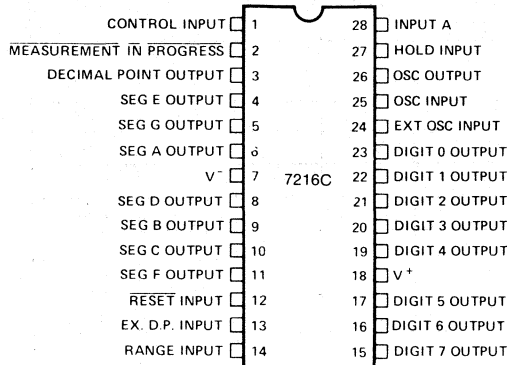 CONTROL INPUT 1 28 INPUT A
MEASUREMENT IN PROGRESS 2 27 HOLD INPUT
DECIMAL POINT OUTPUT 3 26 OSC OUTPUT
SEG E OUTPUT 4 25 OSC INPUT
SEG G OUTPUT 5 24 EXT OSC INPUT
SEG A OUTPUT 6 23 DIGIT 0 OUTPUT
V- 7 7216C 22 DIGIT 1 OUTPUT
SEG D OUTPUT 8 21 DIGIT 2 OUTPUT
SEG B OUTPUT 9 20 DIGIT 3 OUTPUT
SEG C OUTPUT 10 19 DIGIT 4 OUTPUT
SEG F OUTPUT 11 18 V+
RESET INPUT 12 17 DIGIT 5 OUTPUT
EX. D.P. INPUT 13 16 DIGIT 6 OUTPUT
RANGE INPUT 14 15 DIGIT 7 OUTPUT